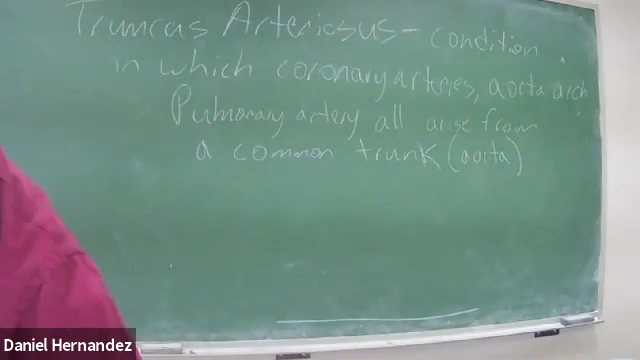 Truncus Arteriosus - condition
in which coronary arteries, aorta arch
Pulmonary artery all arise from
a common trunk (aorta)
Daniel Hernandez